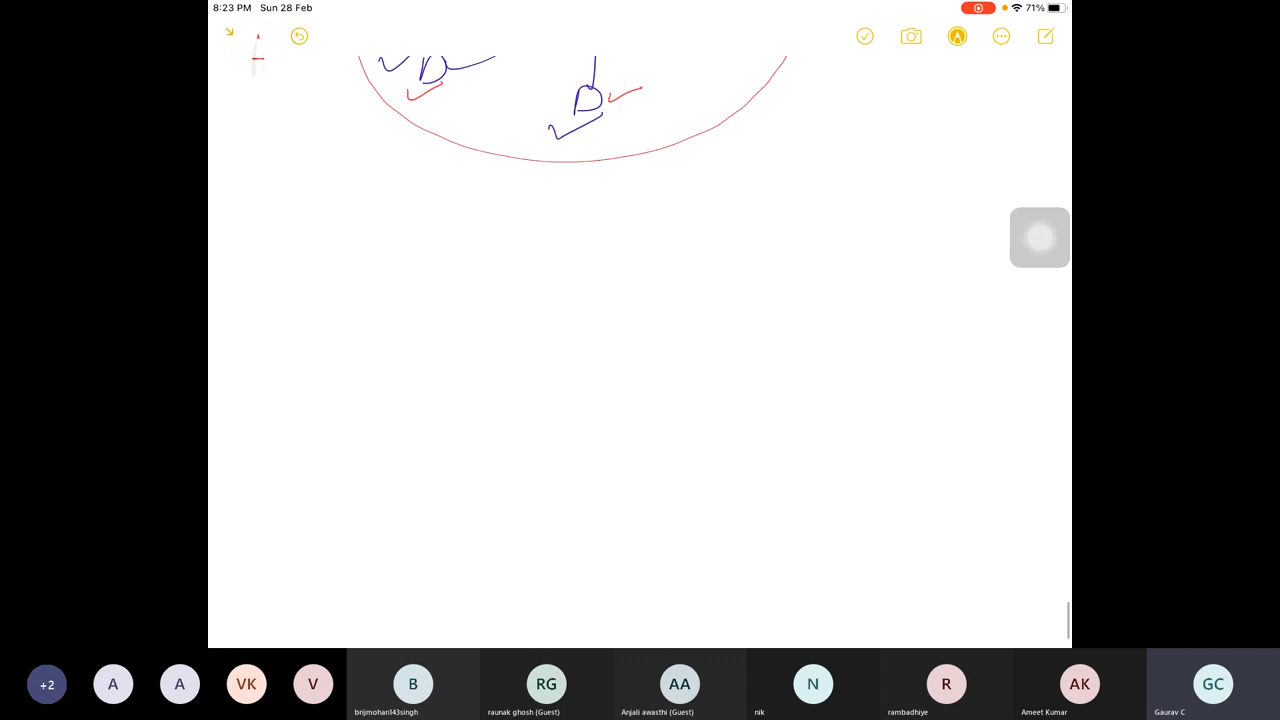 8:23 PM Sun 28 Feb
71%
D
D
+2
A
A
VK
V
B
RG
AA
N
R
AK
GC
brijmohan143singh
raunak ghosh (Guest)
Anjali awasthi (Guest)
nik
rambadhiye
Ameet Kumar
Gaurav C